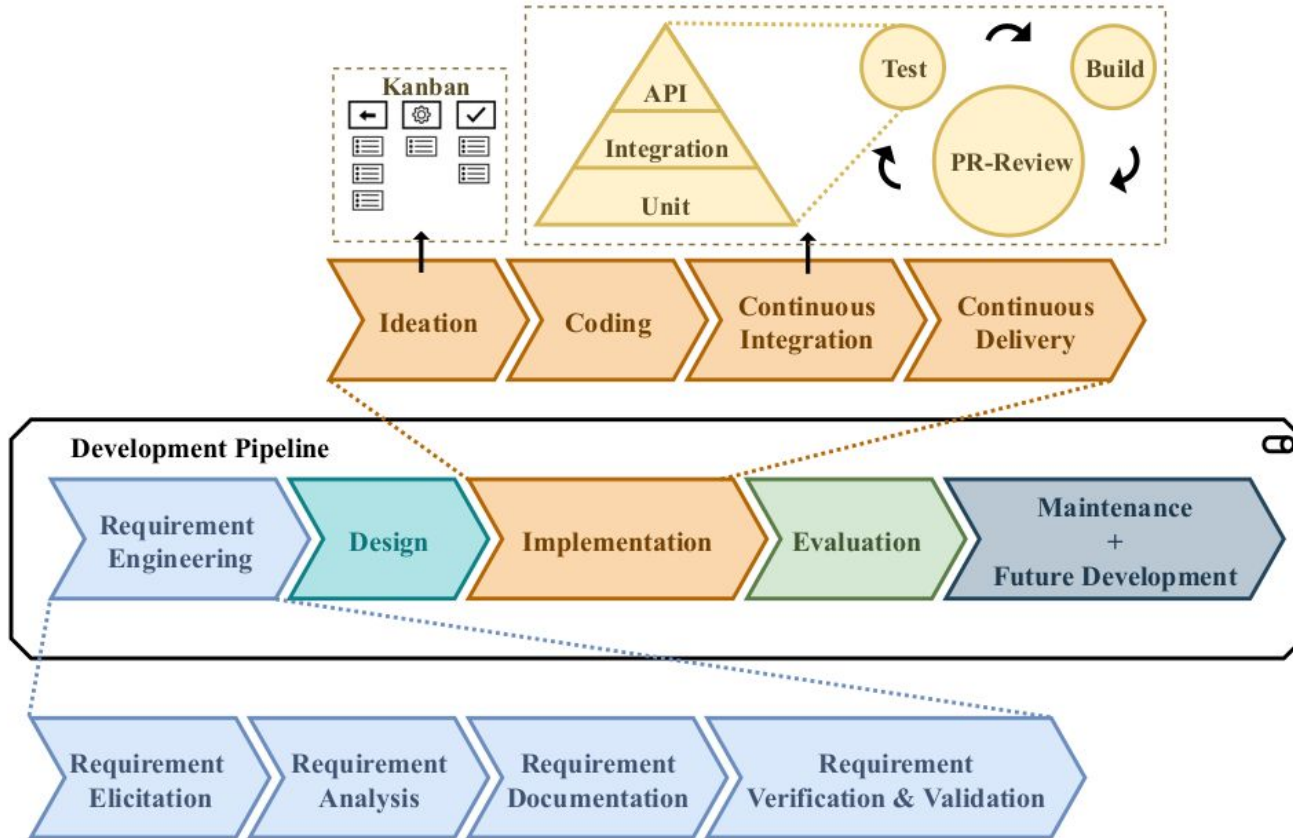 Kanban
API
Integration
Unit
Test
Build
PR-Review
Ideation
Coding
Continuous
Integration
Continuous
Delivery
Development Pipeline
Requirement
Engineering
Design
Implementation
Evaluation
Maintenance
+
Future Development
Requirement
Elicitation
Requirement
Analysis
Requirement
Documentation
Requirement
Verification & Validation